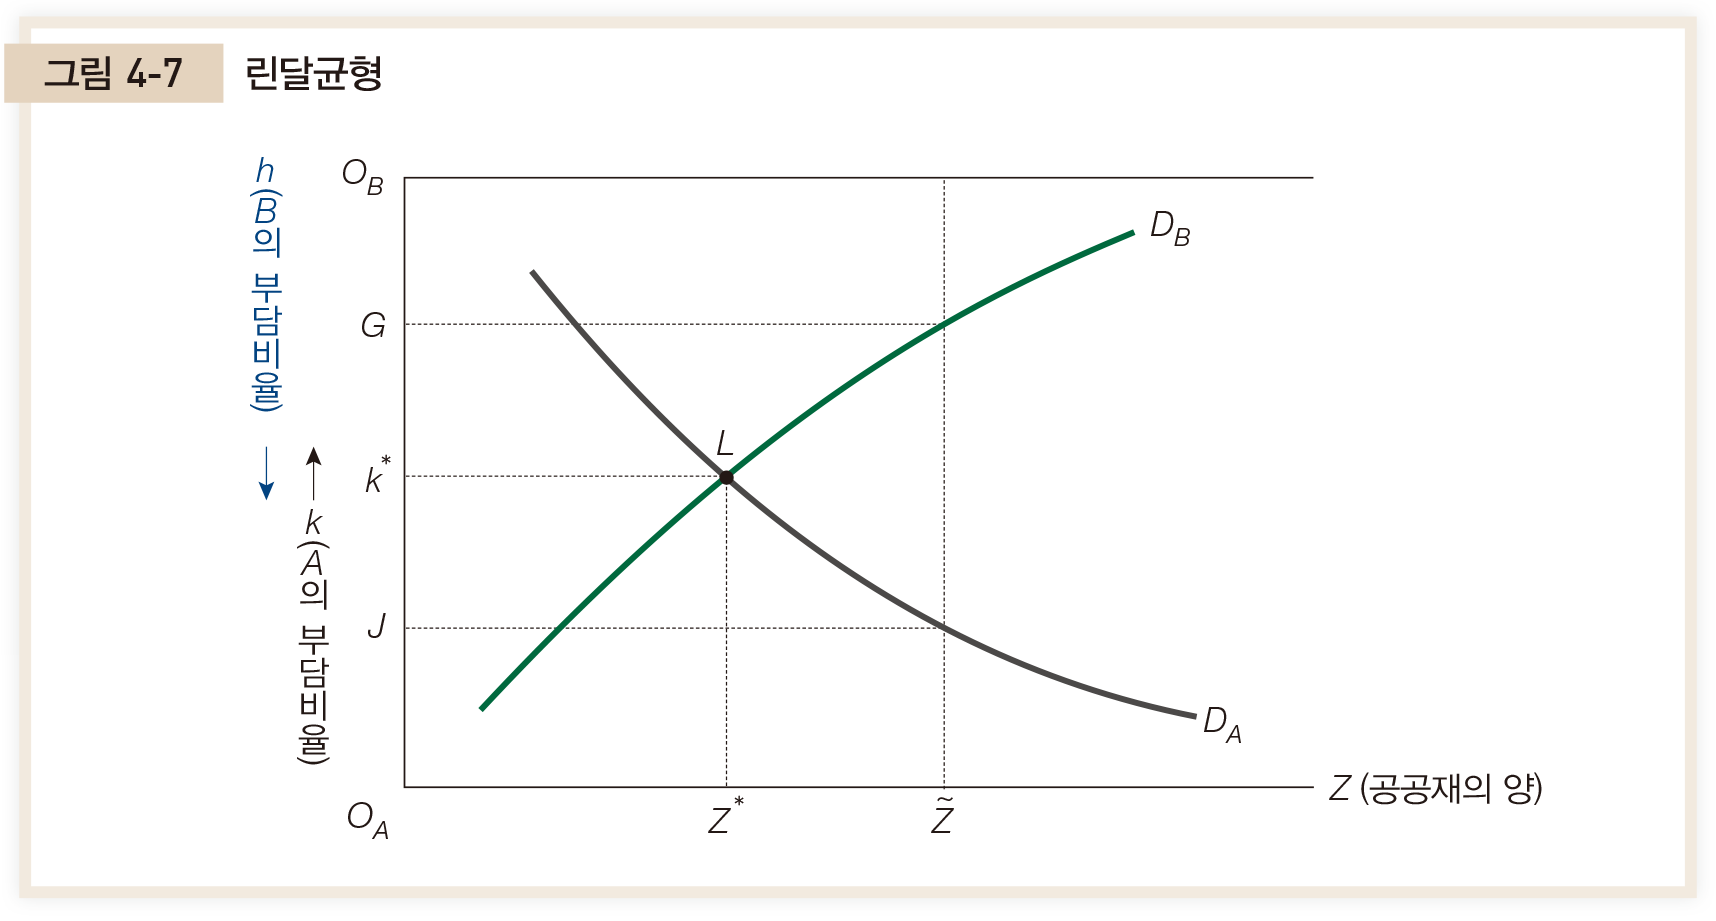 그림 4-7 린달균형
h(B의 부담비율)
k(A의 부담비율)
O_B
G
k*
J
O_A
L
D_B
D_A
Z*
Z̃
Z (공공재의 양)